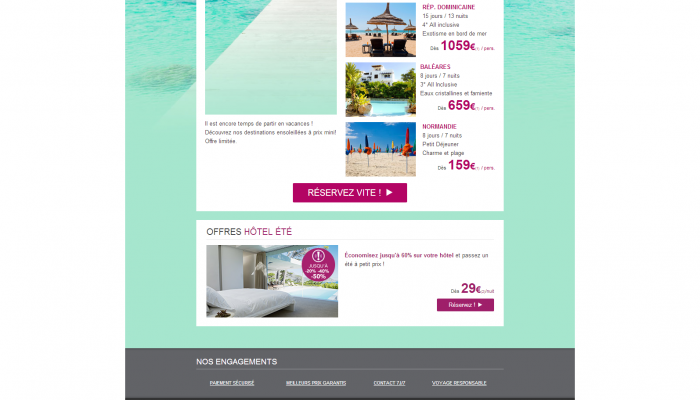 RÉP. DOMINICAINE
15 jours / 13 nuits
4* All inclusive
Exotisme en bord de mer
Dès 1059€ / pers.
BALÉARES
8 jours / 7 nuits
3* All Inclusive
Eaux cristallines et farniente
Dès 659€ / pers.
NORMANDIE
8 jours / 7 nuits
Petit Déjeuner
Charme et plage
Dès 159€ / pers.
Il est encore temps de partir en vacances !
Découvrez nos destinations ensoleillées à prix mini!
Offre limitée.
RÉSERVEZ VITE !
OFFRES HÔTEL ÉTÉ
JUSQU'À
-20% -40%
-50%
Économisez jusqu'à 60% sur votre hôtel et passez un
été à petit prix !
Dès 29€/nuit
Réservez !
NOS ENGAGEMENTS
PAIEMENT SÉCURISÉ
MEILLEURS PRIX GARANTIS
CONTACT 7J/7
VOYAGE RESPONSABLE